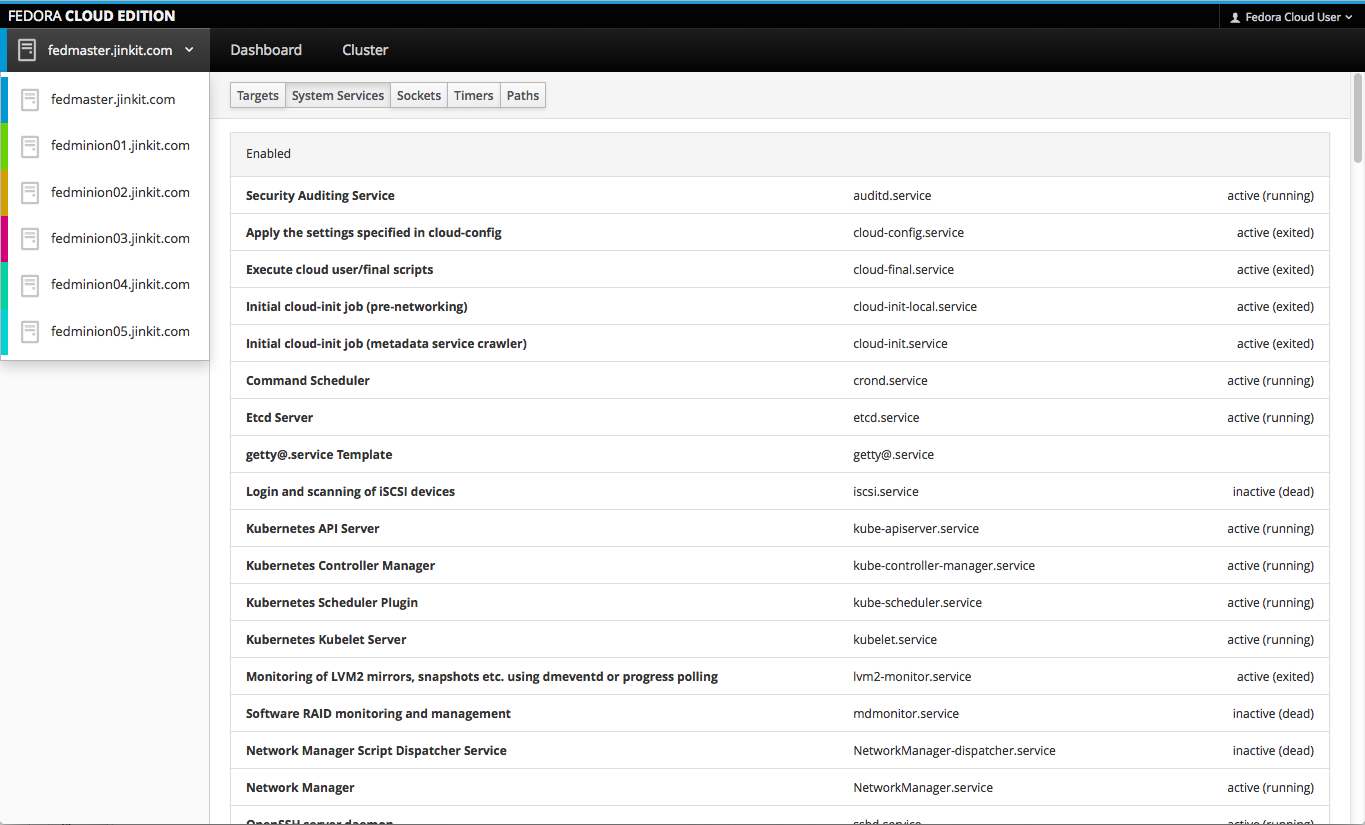 FEDORA CLOUD EDITION
Fedora Cloud User
fedmaster.jinkit.com
Dashboard
Cluster
fedmaster.jinkit.com
fedminion01.jinkit.com
fedminion02.jinkit.com
fedminion03.jinkit.com
fedminion04.jinkit.com
fedminion05.jinkit.com
Targets System Services Sockets Timers Paths
Enabled
Security Auditing Service auditd.service active (running)
Apply the settings specified in cloud-config cloud-config.service active (exited)
Execute cloud user/final scripts cloud-final.service active (exited)
Initial cloud-init job (pre-networking) cloud-init-local.service active (exited)
Initial cloud-init job (metadata service crawler) cloud-init.service active (exited)
Command Scheduler crond.service active (running)
Etcd Server etcd.service active (running)
getty@.service Template getty@.service
Login and scanning of iSCSI devices iscsi.service inactive (dead)
Kubernetes API Server kube-apiserver.service active (running)
Kubernetes Controller Manager kube-controller-manager.service active (running)
Kubernetes Scheduler Plugin kube-scheduler.service active (running)
Kubernetes Kubelet Server kubelet.service active (running)
Monitoring of LVM2 mirrors, snapshots etc. using dmeventd or progress polling lvm2-monitor.service active (exited)
Software RAID monitoring and management mdmonitor.service inactive (dead)
Network Manager Script Dispatcher Service NetworkManager-dispatcher.service inactive (dead)
Network Manager NetworkManager.service active (running)
OpenSSH server daemon sshd.service active (running)